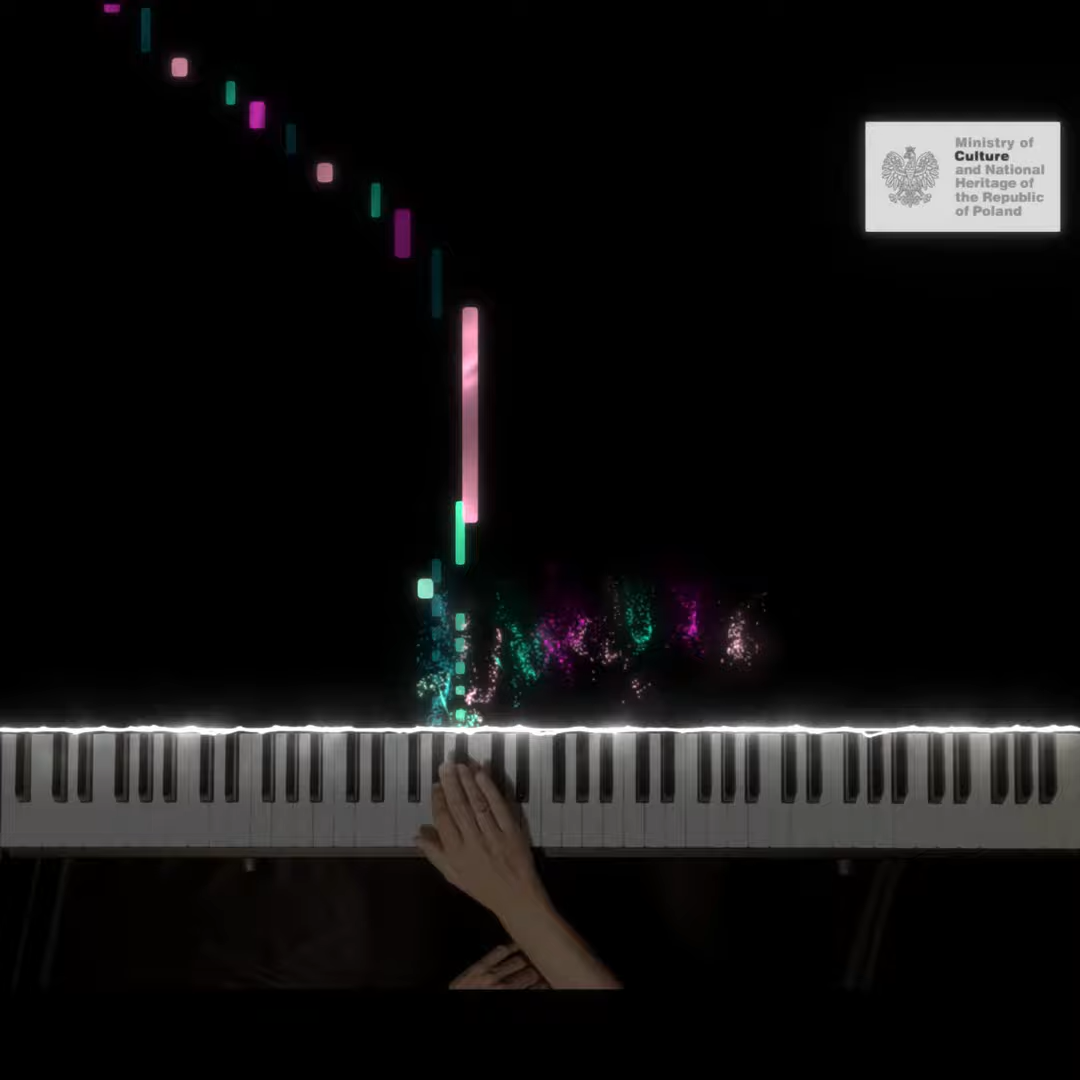 Ministry of
Culture
and National
Heritage of
the Republic
of Poland